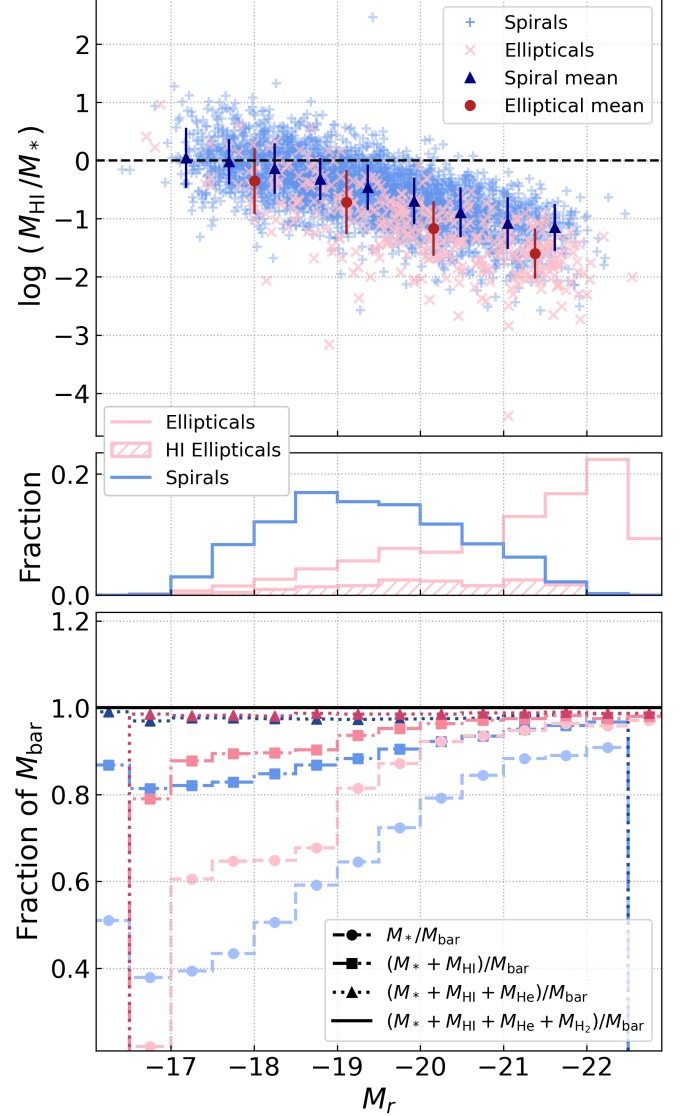 Spirals
Ellipticals
Spiral mean
Elliptical mean
2
1
0
−1
−2
−3
−4
log (M_HI/M_*)
Ellipticals
HI Ellipticals
Spirals
0.2
0.0
Fraction
1.2
1.0
0.8
0.6
0.4
Fraction of M_bar
M_*/M_bar
(M_* + M_HI)/M_bar
(M_* + M_HI + M_He)/M_bar
(M_* + M_HI + M_He + M_H₂)/M_bar
−17 −18 −19 −20 −21 −22
M_r